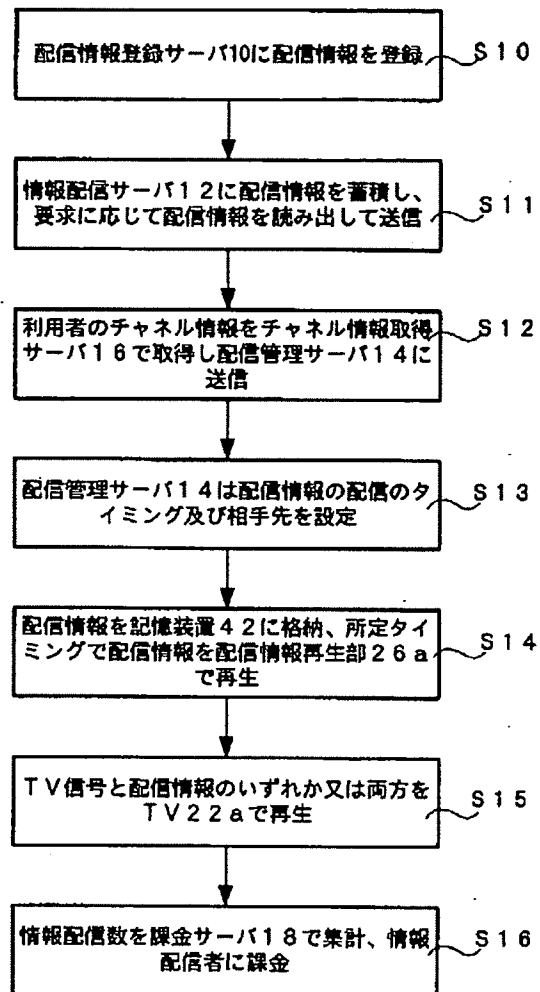 配信情報登録サーバ10に配信情報を登録
S10
情報配信サーバ12に配信情報を蓄積し、
要求に応じて配信情報を読み出して送信
S11
利用者のチャネル情報をチャネル情報取得
サーバ16で取得し配信管理サーバ14に
送信
S12
配信管理サーバ14は配信情報の配信のタ
イミング及び相手先を設定
S13
配信情報を記憶装置42に格納、所定タイ
ミングで配信情報を配信情報再生部26a
で再生
S14
TV信号と配信情報のいずれか又は両方を
TV22aで再生
S15
情報配信数を課金サーバ18で集計、情報
配信者に課金
S16